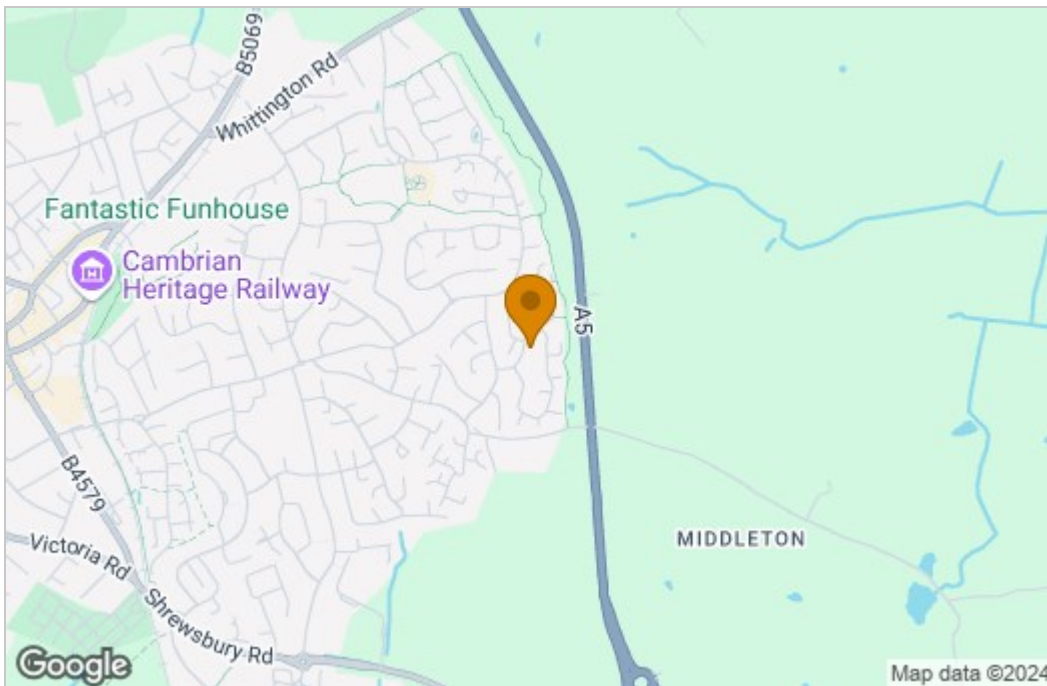 B5069
Whittington Rd
Fantastic Funhouse
Cambrian
Heritage Railway
A5
B4579
MIDDLETON
Victoria Rd
Shrewsbury Rd
Google
Map data ©2024